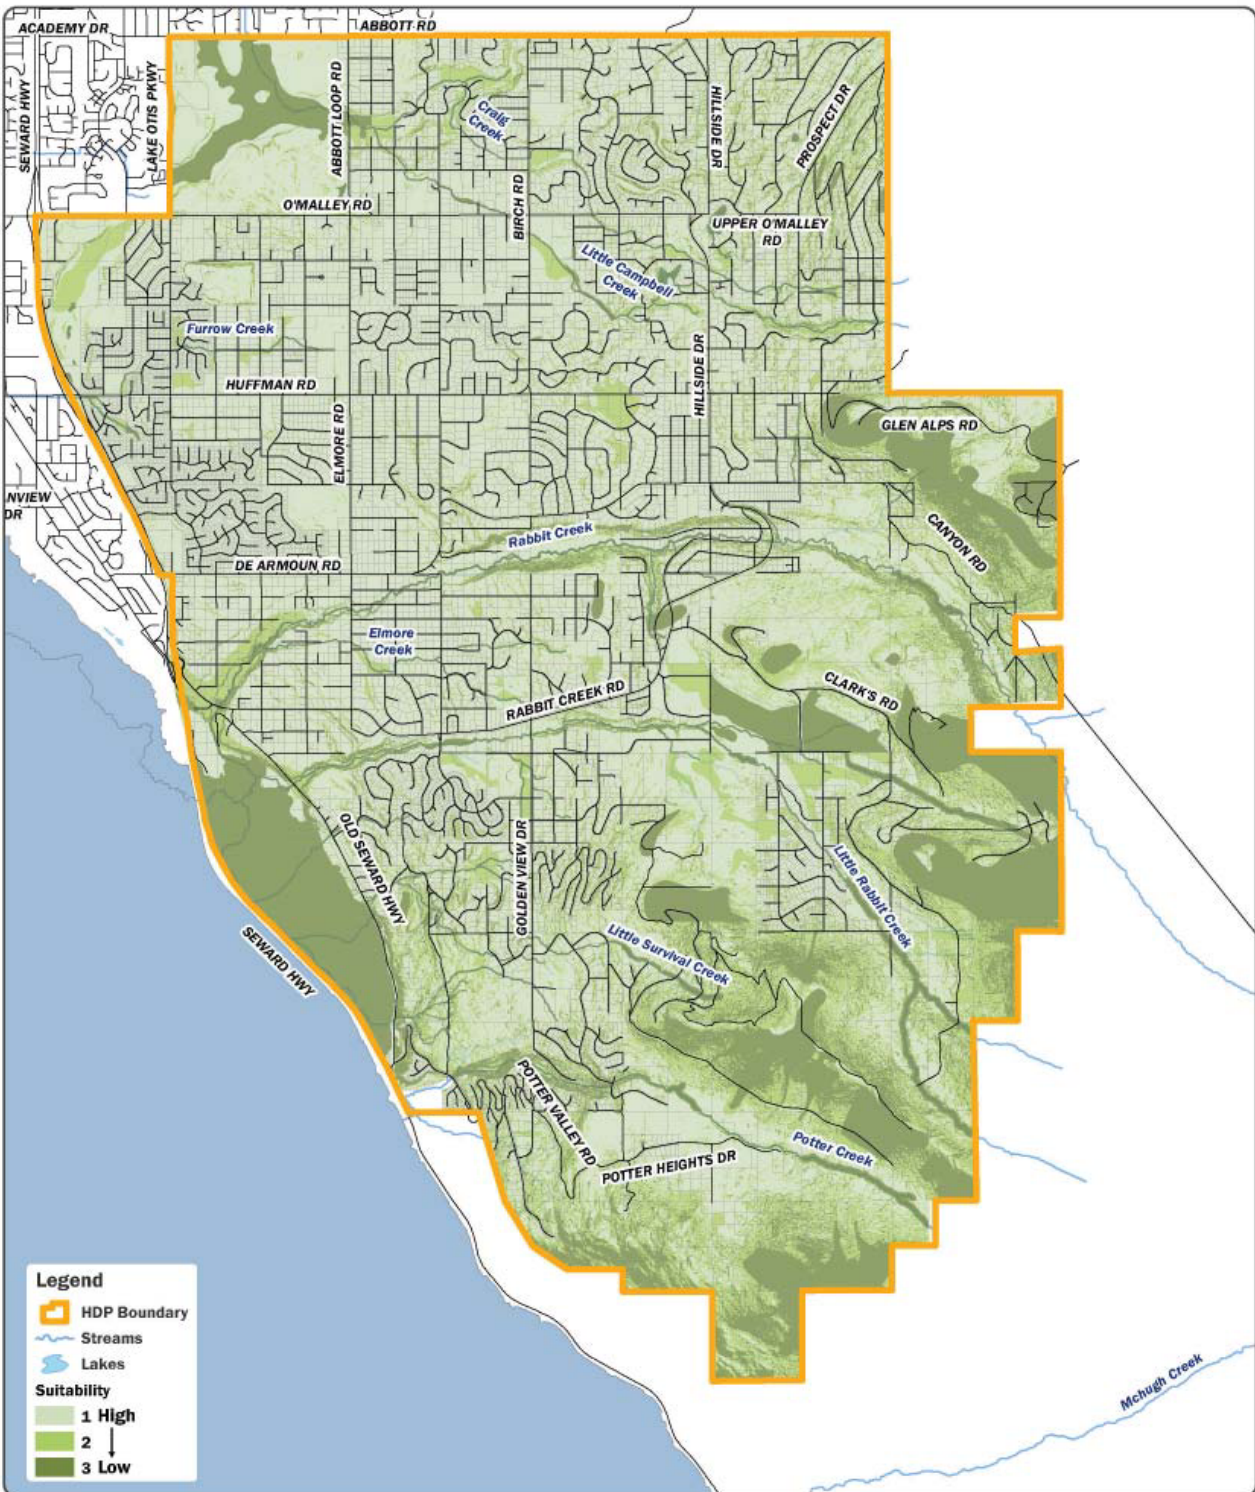 ACADEMY DR
ABBOTT RD
SEWARD HWY
LAKE OTIS PKWY
ABBOTT LOOP RD
Craig
Creek
HILLSIDE DR
PROSPECT DR
BIRCH RD
O'MALLEY RD
UPPER O'MALLEY
RD
Little Campbell
Creek
Furrow Creek
HILLSIDE DR
HUFFMAN RD
ELMORE RD
GLEN ALPS RD
NVIEW
DR
CANYON RD
Rabbit Creek
DE ARMOUN RD
Elmore
Creek
RABBIT CREEK RD
CLARK'S RD
OLD SEWARD HWY
GOLDEN VIEW DR
Little Rabbit Creek
SEWARD HWY
Little Survival Creek
POTTER VALLEY RD
Potter Creek
POTTER HEIGHTS DR
Mchugh Creek
Legend
HDP Boundary
Streams
Lakes
Suitability
1 High
2
3 Low